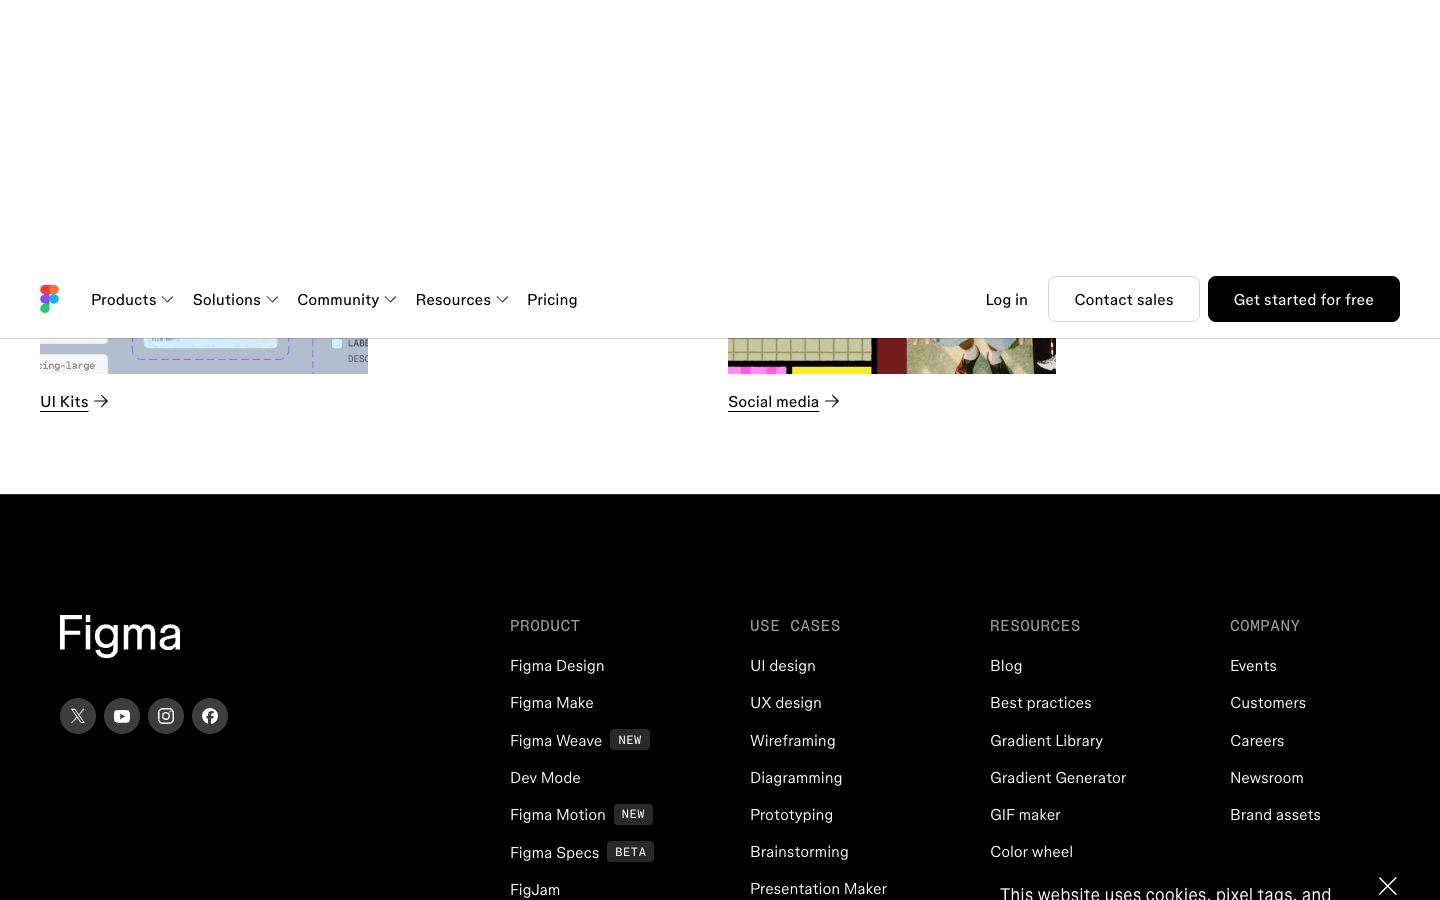 Products
Solutions
Community
Resources
Pricing
Log in
Contact sales
Get started for free
cing-large
UI Kits
Social media
Figma
PRODUCT
Figma Design
Figma Make
Figma Weave NEW
Dev Mode
Figma Motion NEW
Figma Specs BETA
FigJam
USE CASES
UI design
UX design
Wireframing
Diagramming
Prototyping
Brainstorming
Presentation Maker
RESOURCES
Blog
Best practices
Gradient Library
Gradient Generator
GIF maker
Color wheel
COMPANY
Events
Customers
Careers
Newsroom
Brand assets
This website uses cookies, pixel tags, and